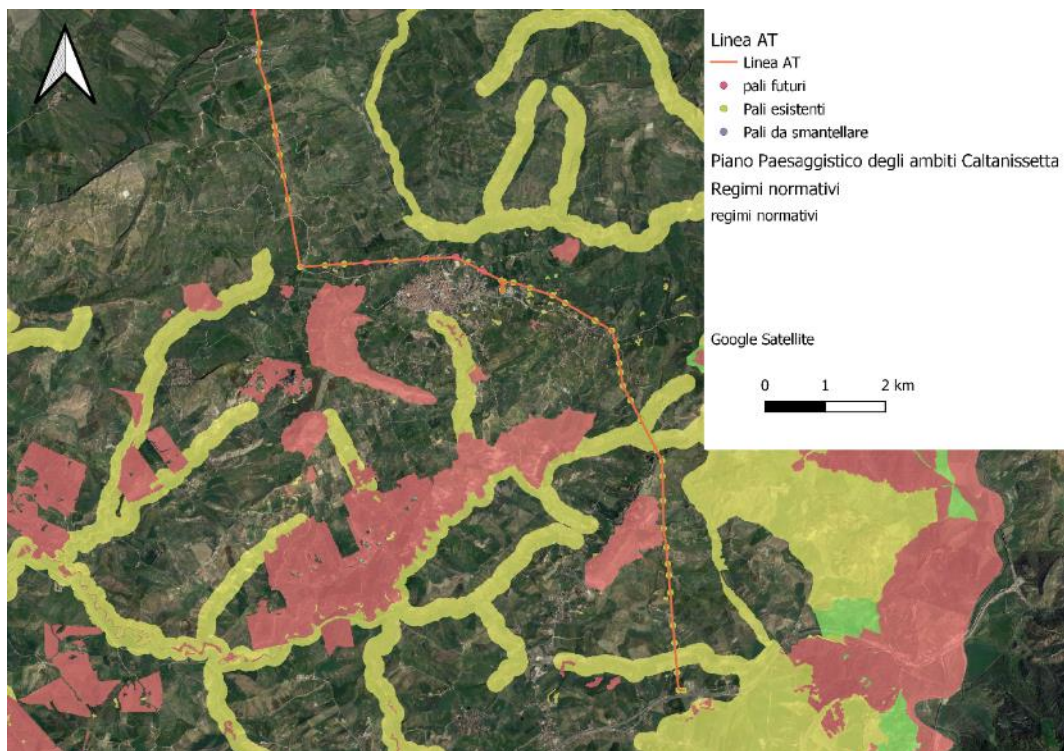 Linea AT
Linea AT
pali futuri
Pali esistenti
Pali da smantellare
Piano Paesaggistico degli ambiti Caltanissetta
Regimi normativi
regimi normativi
Google Satellite
0 1 2 km